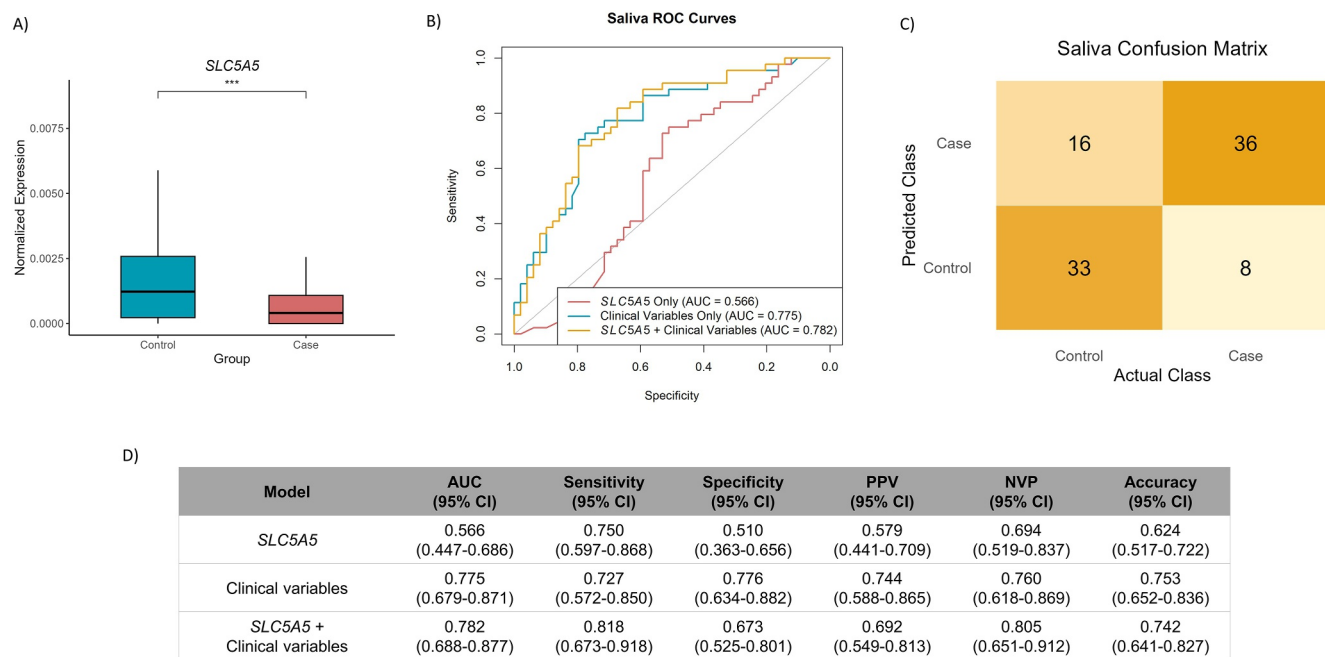 A)
SLC5A5
***
Normalized Expression
0.0075
0.0050
0.0025
0.0000
Control Case
Group
B)
Saliva ROC Curves
Sensitivity
1.0
0.8
0.6
0.4
0.2
0.0
SLC5A5 Only (AUC = 0.566)
Clinical Variables Only (AUC = 0.775)
SLC5A5 + Clinical Variables (AUC = 0.782)
1.0 0.8 0.6 0.4 0.2 0.0
Specificity
C)
Saliva Confusion Matrix
Predicted Class
Case 16 36
Control 33 8
Control Case
Actual Class
D)
Model AUC (95% CI) Sensitivity (95% CI) Specificity (95% CI) PPV (95% CI) NVP (95% CI) Accuracy (95% CI)
SLC5A5 0.566 (0.447-0.686) 0.750 (0.597-0.868) 0.510 (0.363-0.656) 0.579 (0.441-0.709) 0.694 (0.519-0.837) 0.624 (0.517-0.722)
Clinical variables 0.775 (0.679-0.871) 0.727 (0.572-0.850) 0.776 (0.634-0.882) 0.744 (0.588-0.865) 0.760 (0.618-0.869) 0.753 (0.652-0.836)
SLC5A5 + Clinical variables 0.782 (0.688-0.877) 0.818 (0.673-0.918) 0.673 (0.525-0.801) 0.692 (0.549-0.813) 0.805 (0.651-0.912) 0.742 (0.641-0.827)